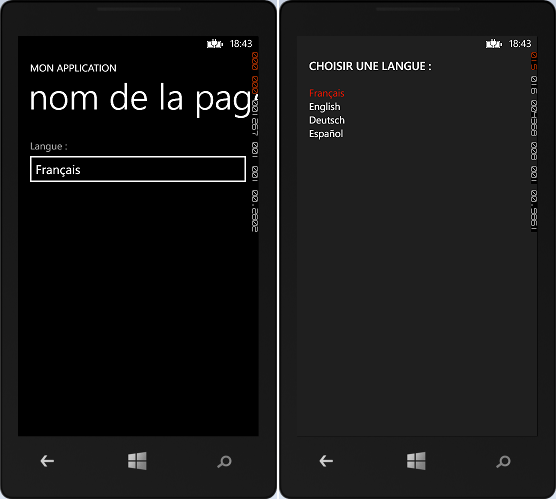 18:43
MON APPLICATION
nom de la pag
Langue :
Français
18:43
CHOISIR UNE LANGUE :
Français
English
Deutsch
Español